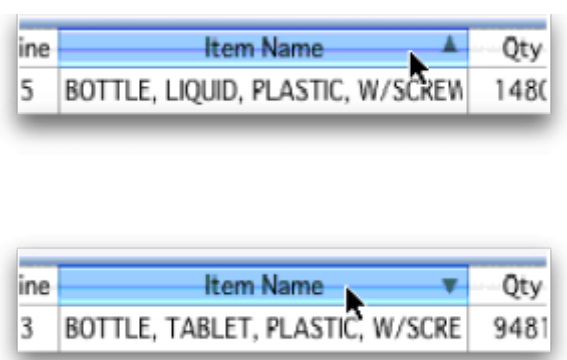 ine Item Name Qty
5 BOTTLE, LIQUID, PLASTIC, W/SCREW 1480
ine Item Name Qty
3 BOTTLE, TABLET, PLASTIC, W/SCRE 9481